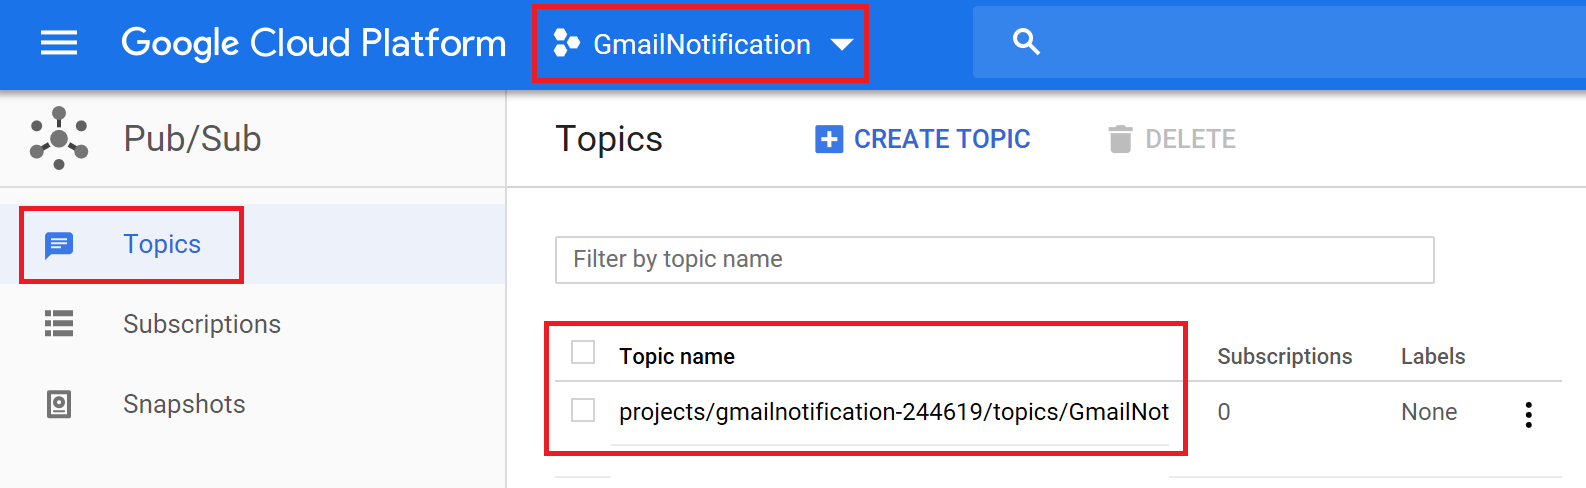 Google Cloud Platform GmailNotification
Pub/Sub
Topics CREATE TOPIC DELETE
Topics
Subscriptions
Snapshots
Filter by topic name
Topic name Subscriptions Labels
projects/gmailnotification-244619/topics/GmailNot 0 None